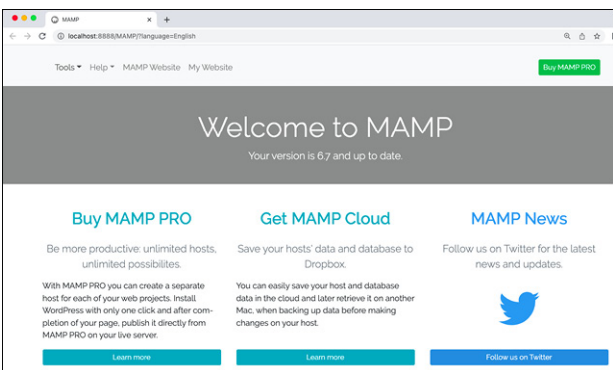 MAMP
localhost:8888/MAMP/?language=English
Tools Help MAMP Website My Website
Buy MAMP PRO
Welcome to MAMP
Your version is 6.7 and up to date.
Buy MAMP PRO
Be more productive: unlimited hosts,
unlimited possibilites.
With MAMP PRO you can create a separate
host for each of your web projects. Install
WordPress with only one click and after com-
pletion of your page, publish it directly from
MAMP PRO on your live server.
Learn more
Get MAMP Cloud
Save your hosts' data and database to
Dropbox.
You can easily save your host and database
data in the cloud and later retrieve it on another
Mac, when backing up data before making
changes on your host.
Learn more
MAMP News
Follow us on Twitter for the latest
news and updates.
Follow us on Twitter